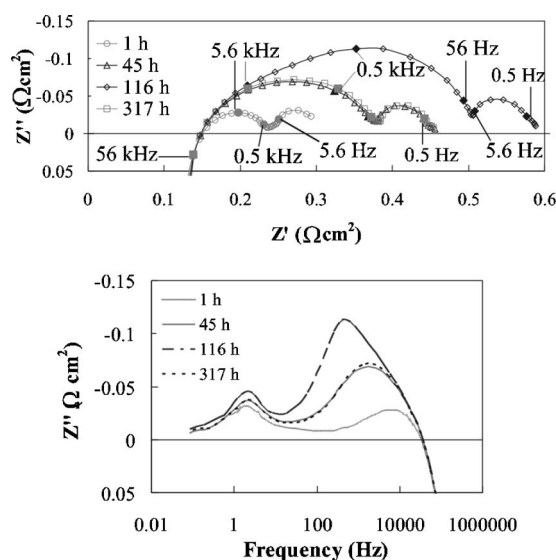 -0.15
-0.10
-0.05
0
0.05
Z'' (Ωcm²)
1 h
45 h
116 h
317 h
5.6 kHz
0.5 kHz
56 Hz
0.5 Hz
56 kHz
0.5 kHz
5.6 Hz
0.5 Hz
5.6 Hz
0 0.1 0.2 0.3 0.4 0.5 0.6
Z' (Ωcm²)
-0.15
-0.10
-0.05
0
0.05
Z'' Ω cm²)
1 h
45 h
116 h
317 h
0.01 1 100 10000 1000000
Frequency (Hz)